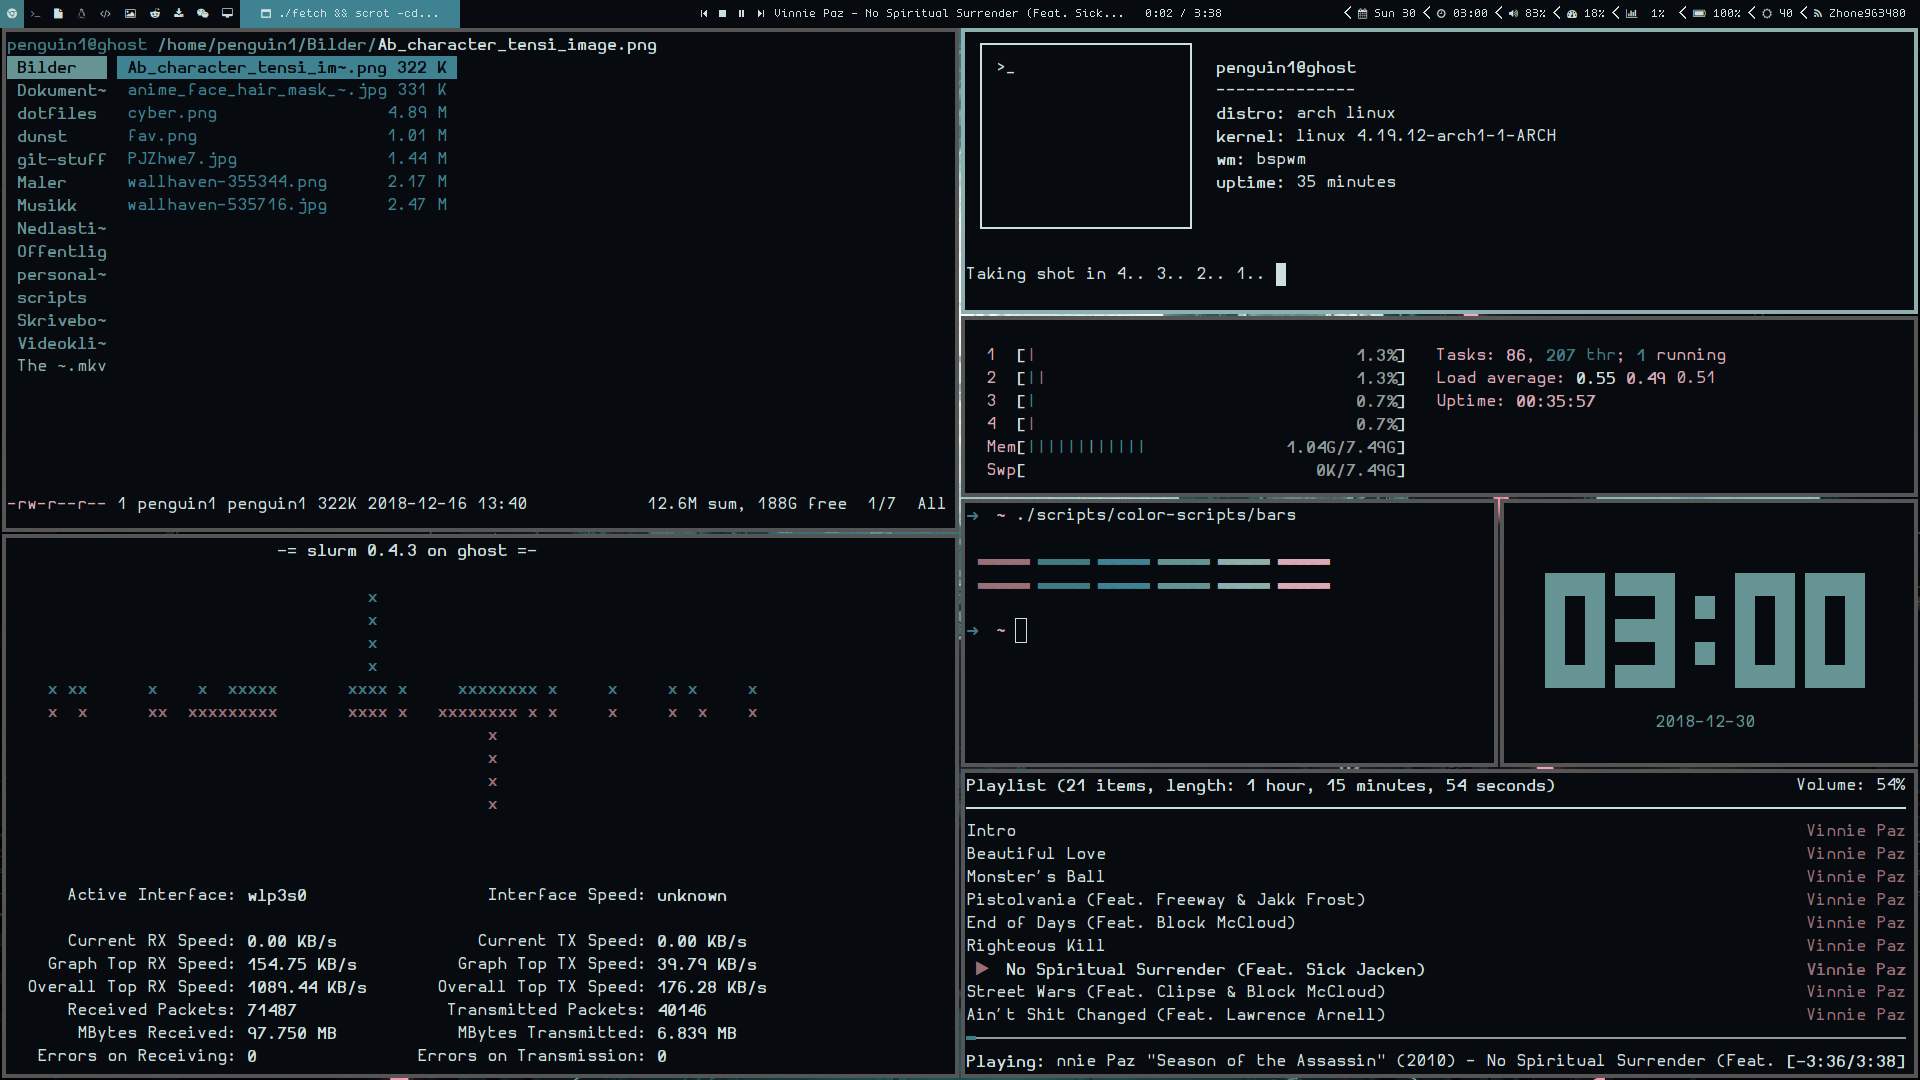 >_ </> ./fetch && scrot -cd... Vinnie Paz - No Spiritual Surrender (Feat. Sick... 0:02 / 3:38 Sun 30 03:00 83% 18% 1% 100% 40 Zhone963480
penguin1@ghost /home/penguin1/Bilder/Ab_character_tensi_image.png
Bilder Ab_character_tensi_im~.png 322 K
Dokument~ anime_face_hair_mask_~.jpg 331 K
dotfiles cyber.png 4.89 M
dunst fav.png 1.01 M
git-stuff PJZhwe7.jpg 1.44 M
Maler wallhaven-355344.png 2.17 M
Musikk wallhaven-535716.jpg 2.47 M
Nedlasti~
Offentlig
personal~
scripts
Skrivebo~
Videokli~
The ~.mkv
-rw-r--r-- 1 penguin1 penguin1 322K 2018-12-16 13:40 12.6M sum, 188G free 1/7 All
-= slurm 0.4.3 on ghost =-
x
x
x
x
x xx x x xxxxx xxxx x xxxxxxxx x x x x x
x x xx xxxxxxxxx xxxx x xxxxxxxx x x x x x x
x
x
x
x
Active Interface: wlp3s0 Interface Speed: unknown
Current RX Speed: 0.00 KB/s Current TX Speed: 0.00 KB/s
Graph Top RX Speed: 154.75 KB/s Graph Top TX Speed: 39.79 KB/s
Overall Top RX Speed: 1089.44 KB/s Overall Top TX Speed: 176.28 KB/s
Received Packets: 71487 Transmitted Packets: 40146
MBytes Received: 97.750 MB MBytes Transmitted: 6.839 MB
Errors on Receiving: 0 Errors on Transmission: 0
>_
penguin1@ghost
--------------
distro: arch linux
kernel: linux 4.19.12-arch1-1-ARCH
wm: bspwm
uptime: 35 minutes
Taking shot in 4.. 3.. 2.. 1..
1 [| 1.3%] Tasks: 86, 207 thr; 1 running
2 [|| 1.3%] Load average: 0.55 0.49 0.51
3 [| 0.7%] Uptime: 00:35:57
4 [| 0.7%]
Mem[|||||||||||| 1.04G/7.49G]
Swp[ 0K/7.49G]
→ ~ ./scripts/color-scripts/bars
→ ~
03:00
2018-12-30
Playlist (21 items, length: 1 hour, 15 minutes, 54 seconds) Volume: 54%
Intro Vinnie Paz
Beautiful Love Vinnie Paz
Monster's Ball Vinnie Paz
Pistolvania (Feat. Freeway & Jakk Frost) Vinnie Paz
End of Days (Feat. Block McCloud) Vinnie Paz
Righteous Kill Vinnie Paz
▶ No Spiritual Surrender (Feat. Sick Jacken) Vinnie Paz
Street Wars (Feat. Clipse & Block McCloud) Vinnie Paz
Ain't Shit Changed (Feat. Lawrence Arnell) Vinnie Paz
Playing: nnie Paz "Season of the Assassin" (2010) - No Spiritual Surrender (Feat. [-3:36/3:38]